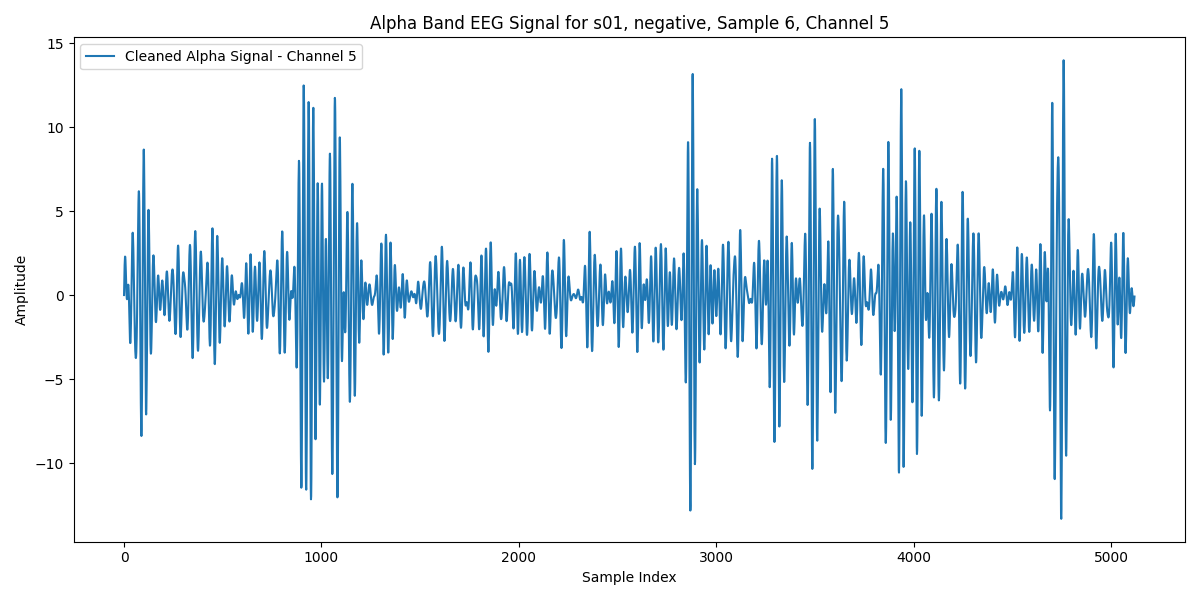 Alpha Band EEG Signal for s01, negative, Sample 6, Channel 5
Cleaned Alpha Signal - Channel 5
15
10
5
0
−5
−10
Amplitude
0 1000 2000 3000 4000 5000
Sample Index